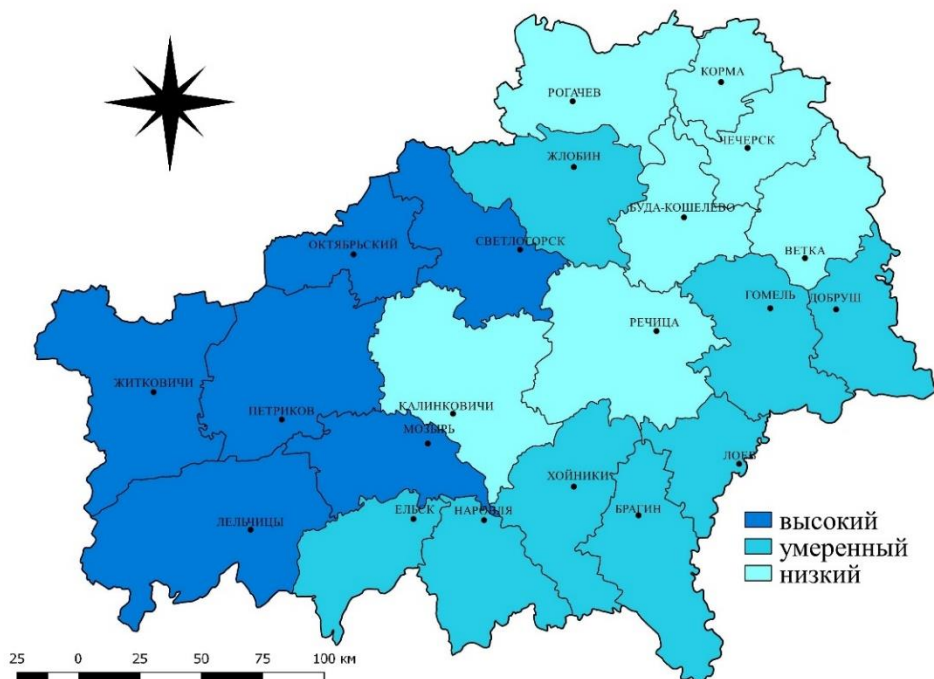 КОРМА
РОГАЧЕВ
ЧЕЧЕРСК
ЖЛОБИН
БУДА-КОШЕЛЕВО
ОКТЯБРЬСКИЙ
СВЕТЛОГОРСК
ВЕТКА
ГОМЕЛЬ
ДОБРУШ
РЕЧИЦА
ЖИТКОВИЧИ
ПЕТРИКОВ
КАЛИНКОВИЧИ
МОЗЫРЬ
ЛОЕВ
ХОЙНИКИ
ЛЕЛЬЧИЦЫ
ЕЛЬСК
НАРОВЛЯ
БРАГИН
высокий
умеренный
низкий
25 0 25 50 75 100 км